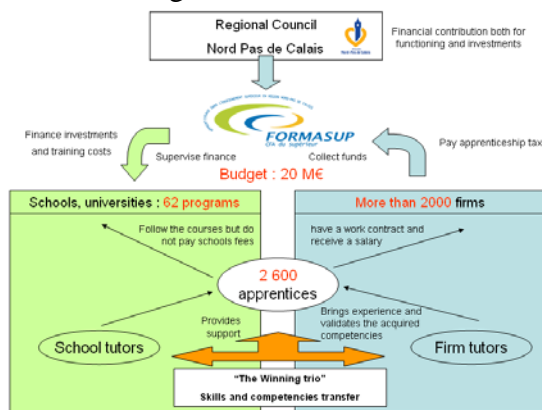 Regional Council
Nord Pas de Calais
Financial contribution both for
functioning and investments
FORMASUP
CFA du supérieur
Finance investments
and training costs
Supervise finance
Collect funds
Pay apprenticeship tax
Budget : 20 M€
Schools, universities : 62 programs
More than 2000 firms
Follow the courses but do
not pay schools fees
have a work contract and
receive a salary
2 600
apprentices
Provides
support
Brings experience and
validates the acquired
competencies
School tutors
Firm tutors
"The Winning trio"
Skills and competencies transfer